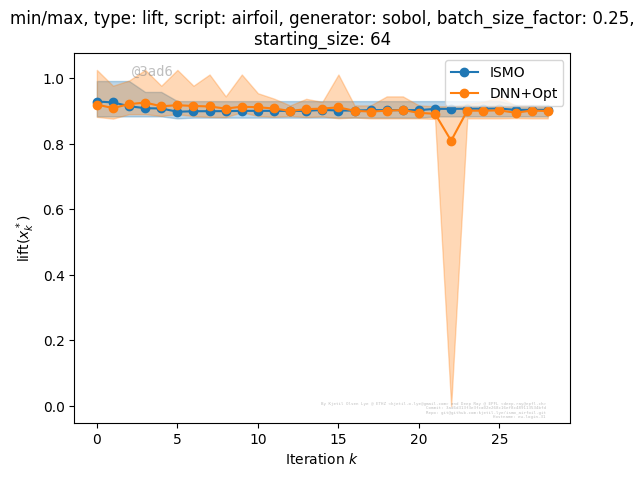 min/max, type: lift, script: airfoil, generator: sobol, batch_size_factor: 0.25,
starting_size: 64
@3ad6
ISMO
DNN+Opt
1.0
0.8
0.6
0.4
0.2
0.0
lift(x_k^*)
0 5 10 15 20 25
Iteration k